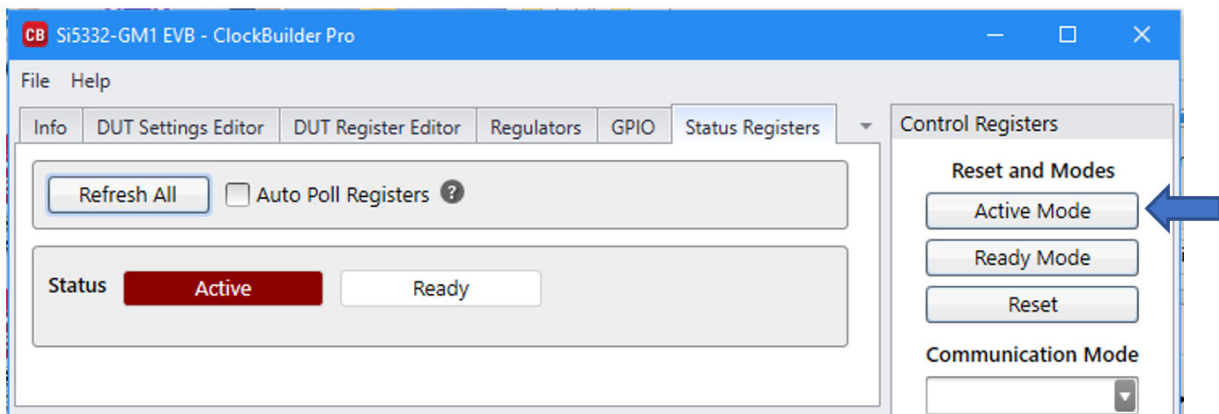 CB Si5332-GM1 EVB - ClockBuilder Pro
File Help
Info DUT Settings Editor DUT Register Editor Regulators GPIO Status Registers
Control Registers
Refresh All Auto Poll Registers ?
Reset and Modes
Active Mode
Ready Mode
Reset
Status Active Ready
Communication Mode